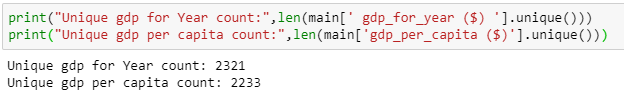 print("Unique gdp for Year count:",len(main[' gdp_for_year ($) '].unique()))
print("Unique gdp per capita count:",len(main['gdp_per_capita ($)'].unique()))
Unique gdp for Year count: 2321
Unique gdp per capita count: 2233